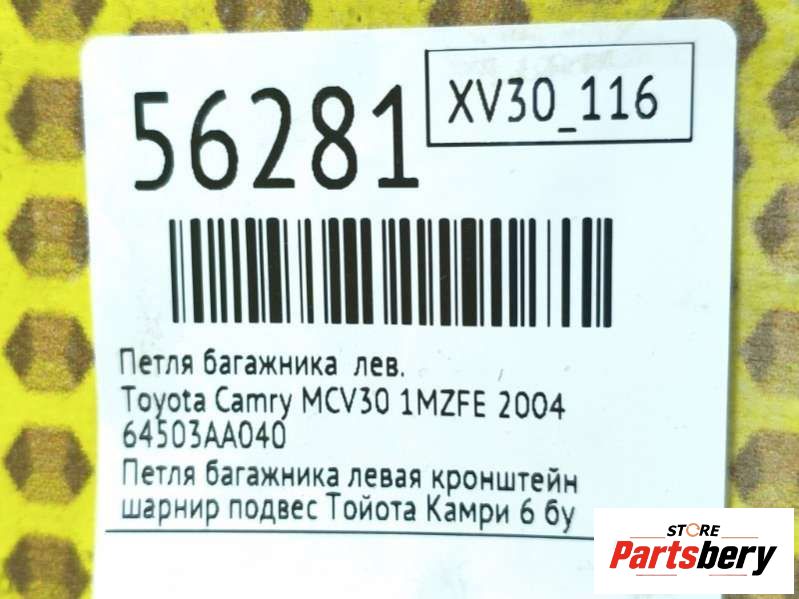 56281
XV30_116
Петля багажника лев.
Toyota Camry MCV30 1MZFE 2004
64503AA040
Петля багажника левая кронштейн
шарнир подвес Тойота Камри 6 бу
STORE
Partsbery